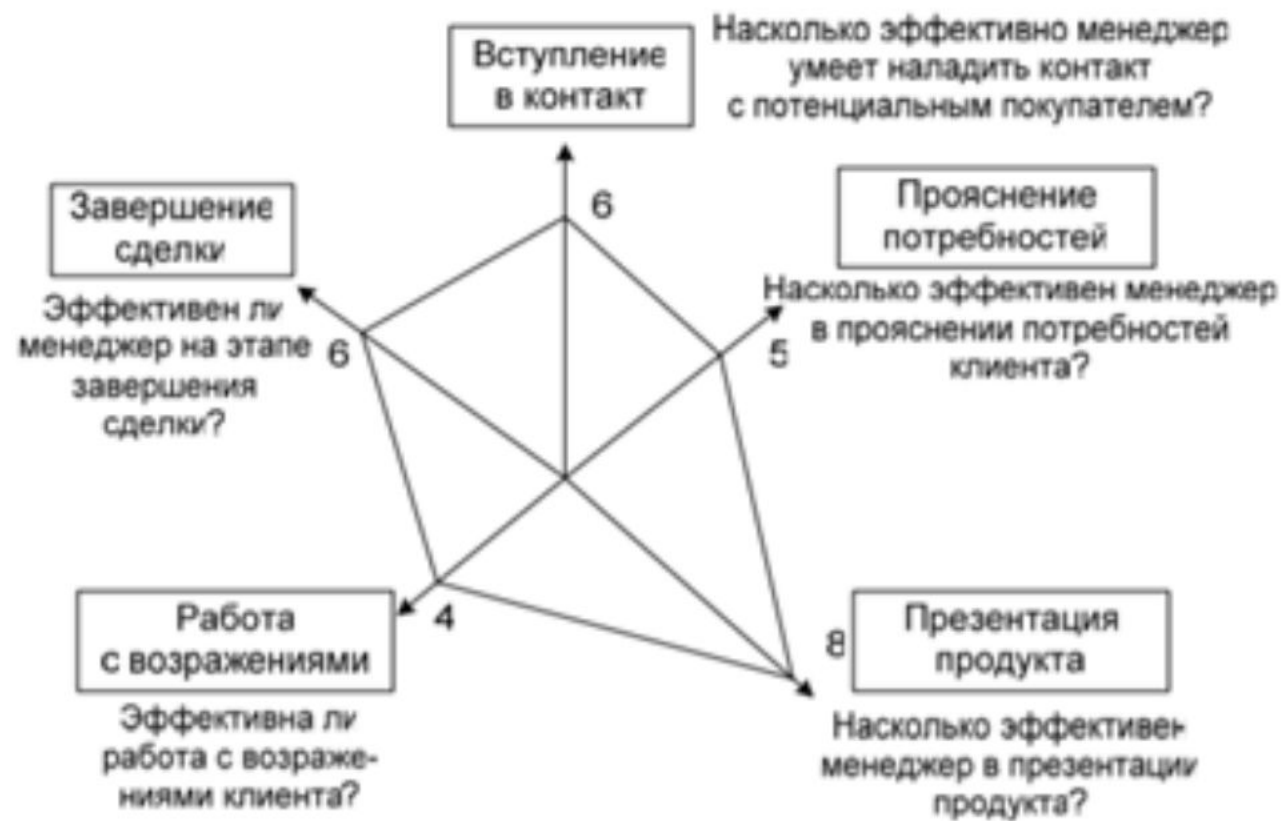 Вступление
в контакт
Насколько эффективно менеджер
умеет наладить контакт
с потенциальным покупателем?
6
Прояснение
потребностей
Насколько эффективен менеджер
в прояснении потребностей
клиента?
5
Завершение
сделки
Эффективен ли
менеджер на этапе
завершения
сделки?
6
Работа
с возражениями
4
Эффективна ли
работа с возраже-
ниями клиента?
8
Презентация
продукта
Насколько эффективен
менеджер в презентации
продукта?